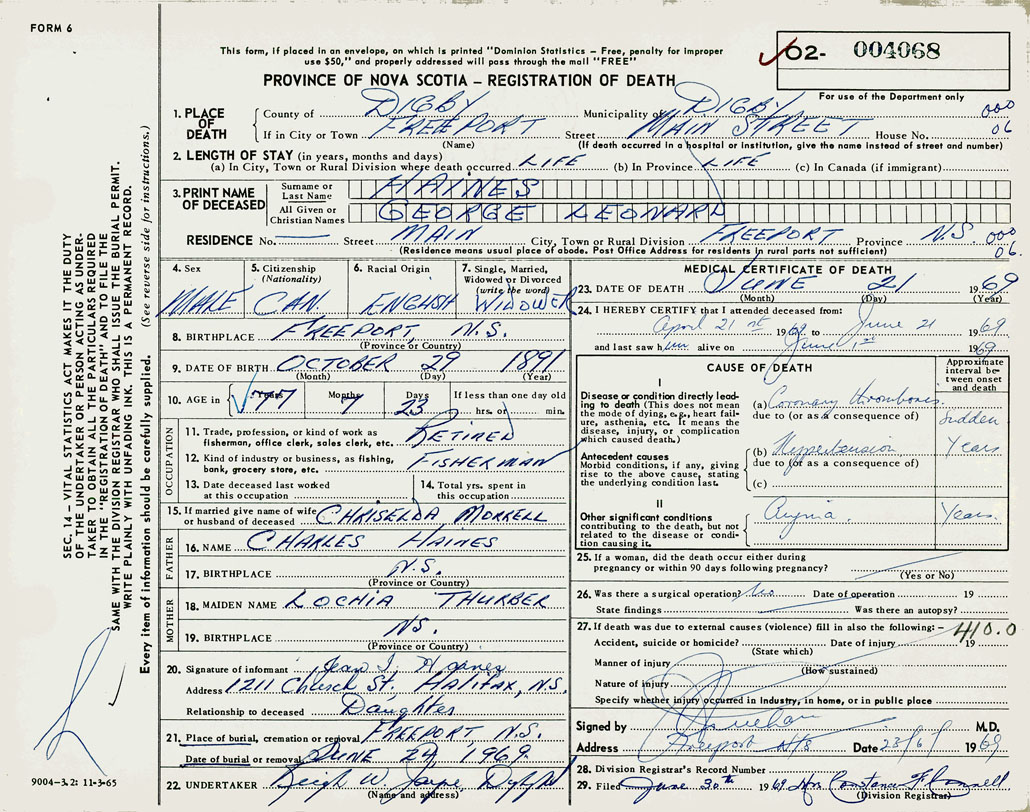 FORM 6
This form, if placed in an envelope, on which is printed "Dominion Statistics – Free, penalty for improper
use $50," and properly addressed will pass through the mail "FREE"
PROVINCE OF NOVA SCOTIA – REGISTRATION OF DEATH
O2- 004068
For use of the Department only
1. PLACE OF DEATH
County of DIGBY Municipality of DIGBY 000
If in City or Town FREEPORT Street MAIN STREET House No. 06
(Name) (If death occurred in a hospital or institution, give the name instead of street and number)
2. LENGTH OF STAY (in years, months and days)
(a) In City, Town or Rural Division where death occurred LIFE (b) In Province LIFE (c) In Canada (if immigrant)
3. PRINT NAME OF DECEASED
Surname or Last Name HAINES
All Given or Christian Names GEORGE LEONARD
RESIDENCE No. Street MAIN City, Town or Rural Division FREEPORT Province N.S. 000
(Residence means usual place of abode. Post Office Address for residents in rural parts not sufficient) 06.
4. Sex MALE
5. Citizenship (Nationality) CAN
6. Racial Origin ENGLISH
7. Single, Married, Widowed or Divorced (write the word) WIDOWER
8. BIRTHPLACE FREEPORT, N.S.
(Province or Country)
9. DATE OF BIRTH OCTOBER 29 1891
(Month) (Day) (Year)
10. AGE in Years 77 Months 7 Days 23 If less than one day old hrs. or min.
OCCUPATION
11. Trade, profession, or kind of work as
fisherman, office clerk, sales clerk, etc. RETIRED
12. Kind of industry or business, as fishing,
bank, grocery store, etc. FISHERMAN
13. Date deceased last worked
at this occupation
14. Total yrs. spent in
this occupation
15. If married give name of wife
or husband of deceased CHRISELDA MORRELL
FATHER
16. NAME CHARLES HAINES
17. BIRTHPLACE N.S.
(Province or Country)
MOTHER
18. MAIDEN NAME LOCHIA THURBER
19. BIRTHPLACE N.S.
(Province or Country)
20. Signature of informant Jean I. Haines
Address 1211 Church St. HALIFAX, N.S.
Relationship to deceased Daughter
21. Place of burial, cremation or removal FREEPORT N.S.
Date of burial or removal JUNE 24, 1969.
22. UNDERTAKER W.
(Name and address)
MEDICAL CERTIFICATE OF DEATH
23. DATE OF DEATH JUNE 21 1969
(Month) (Day) (Year)
24. I HEREBY CERTIFY that I attended deceased from:
April 21st 1969 to June 21 1969
and last saw him alive on June 1st 1969
CAUSE OF DEATH
Approximate interval between onset and death
I
Disease or condition directly leading to death (This does not mean the mode of dying, e.g., heart failure, asthenia, etc. It means the disease, injury, or complication which caused death.)
(a) Coronary thrombosis. Sudden
due to (or as a consequence of)
Antecedent causes
Morbid conditions, if any, giving rise to the above cause, stating the underlying condition last.
(b) Hypertension Years
due to (or as a consequence of)
(c)
II
Other significant conditions
contributing to the death, but not related to the disease or condition causing it.
Angina. Years.
25. If a woman, did the death occur either during
pregnancy or within 90 days following pregnancy?
(Yes or No)
26. Was there a surgical operation? No Date of operation 19
State findings Was there an autopsy?
27. If death was due to external causes (violence) fill in also the following: – 410.0
Accident, suicide or homicide? Date of injury 19
(State which)
Manner of injury
(How sustained)
Nature of injury
Specify whether injury occurred in Industry, in home, or in public place
Signed by M.D.
Address Freeport N/S Date 23/6/ 1969
28. Division Registrar's Record Number
29. Filed June 30th 1969 Mrs Constance F. Connell
(Division Registrar)
SEC. 14 – VITAL STATISTICS ACT MAKES IT THE DUTY
OF THE UNDERTAKER OR PERSON ACTING AS UNDER-
TAKER TO OBTAIN ALL THE PARTICULARS REQUIRED
IN THE "REGISTRATION OF DEATH" AND TO FILE THE
SAME WITH THE DIVISION REGISTRAR WHO SHALL ISSUE THE BURIAL PERMIT.
WRITE PLAINLY WITH UNFADING INK. THIS IS A PERMANENT RECORD.
Every item of information should be carefully supplied. (See reverse side for instructions.)
9004-3.2: 11-3-65